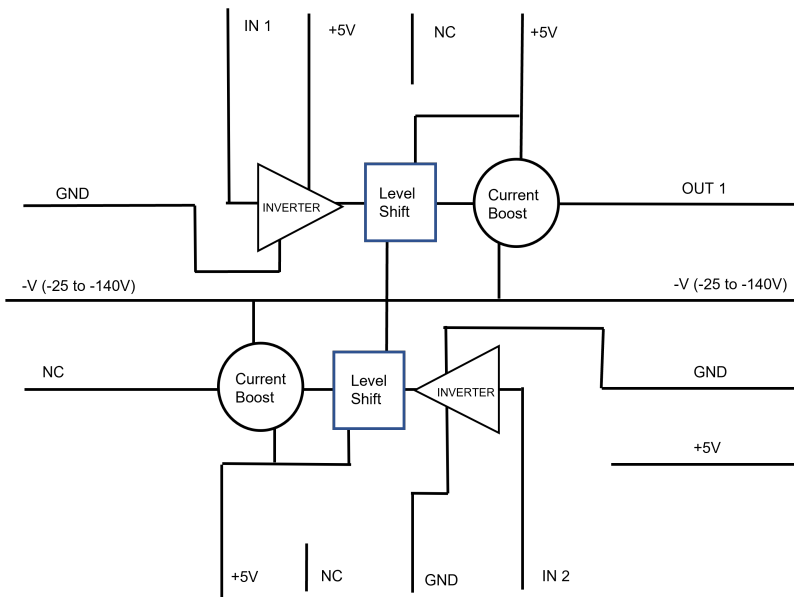 IN 1
+5V
NC
+5V
GND
INVERTER
Level
Shift
Current
Boost
OUT 1
-V (-25 to -140V)
-V (-25 to -140V)
NC
Current
Boost
Level
Shift
INVERTER
GND
+5V
+5V
NC
GND
IN 2